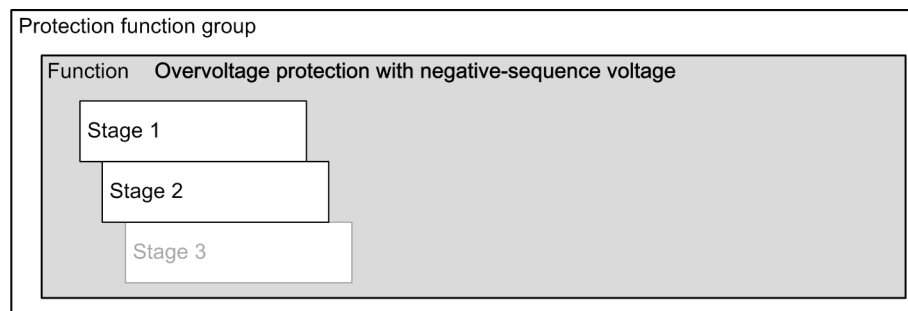 Protection function group
Function Overvoltage protection with negative-sequence voltage
Stage 1
Stage 2
Stage 3